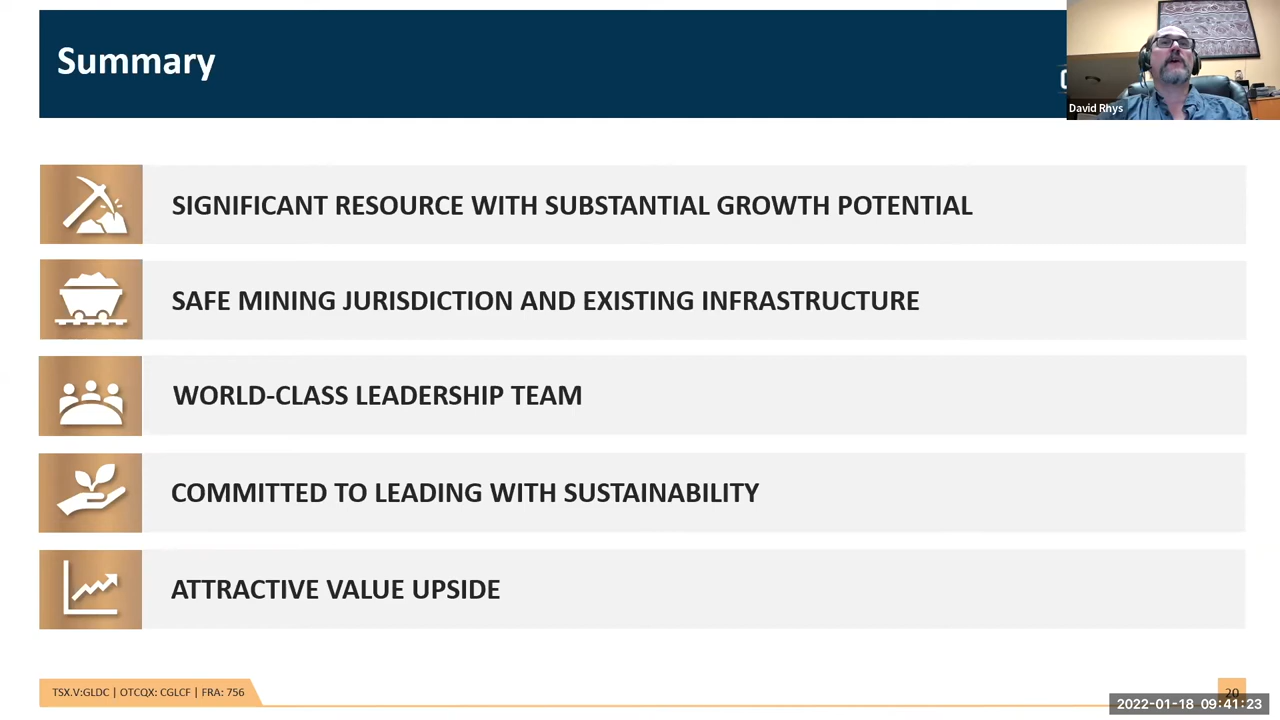 Summary
David Rhys
SIGNIFICANT RESOURCE WITH SUBSTANTIAL GROWTH POTENTIAL
SAFE MINING JURISDICTION AND EXISTING INFRASTRUCTURE
WORLD-CLASS LEADERSHIP TEAM
COMMITTED TO LEADING WITH SUSTAINABILITY
ATTRACTIVE VALUE UPSIDE
TSX.V:GLDC | OTCQX: CGLCF | FRA: 756
20
2022-01-18 09:41:23